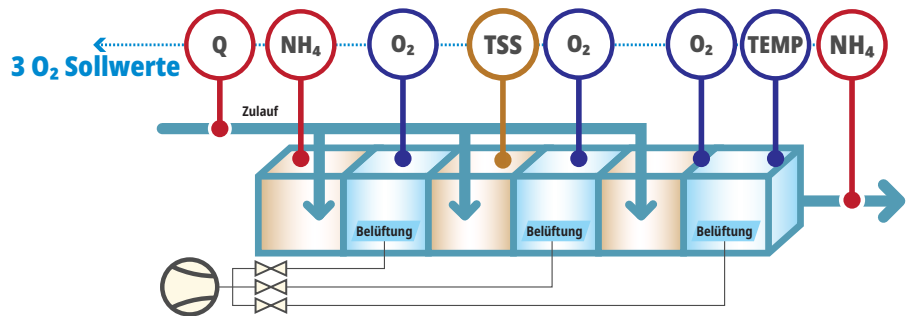 Q
NH₄
O₂
TSS
O₂
O₂
TEMP
NH₄
3 O₂ Sollwerte
Zulauf
Belüftung
Belüftung
Belüftung